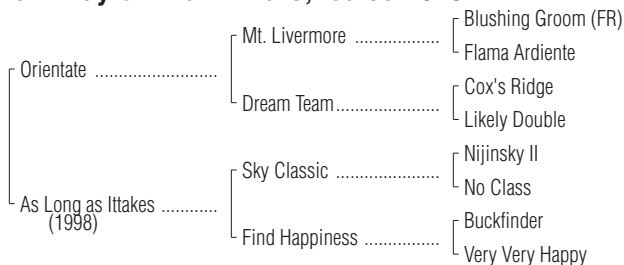 Blushing Groom (FR)
Mt. Livermore ....................
Flama Ardiente
Orientate ........................
Cox's Ridge
Dream Team....................
Likely Double
Nijinsky II
Sky Classic ....................
No Class
As Long as Ittakes ...........
(1998)
Buckfinder
Find Happiness ...............
Very Very Happy